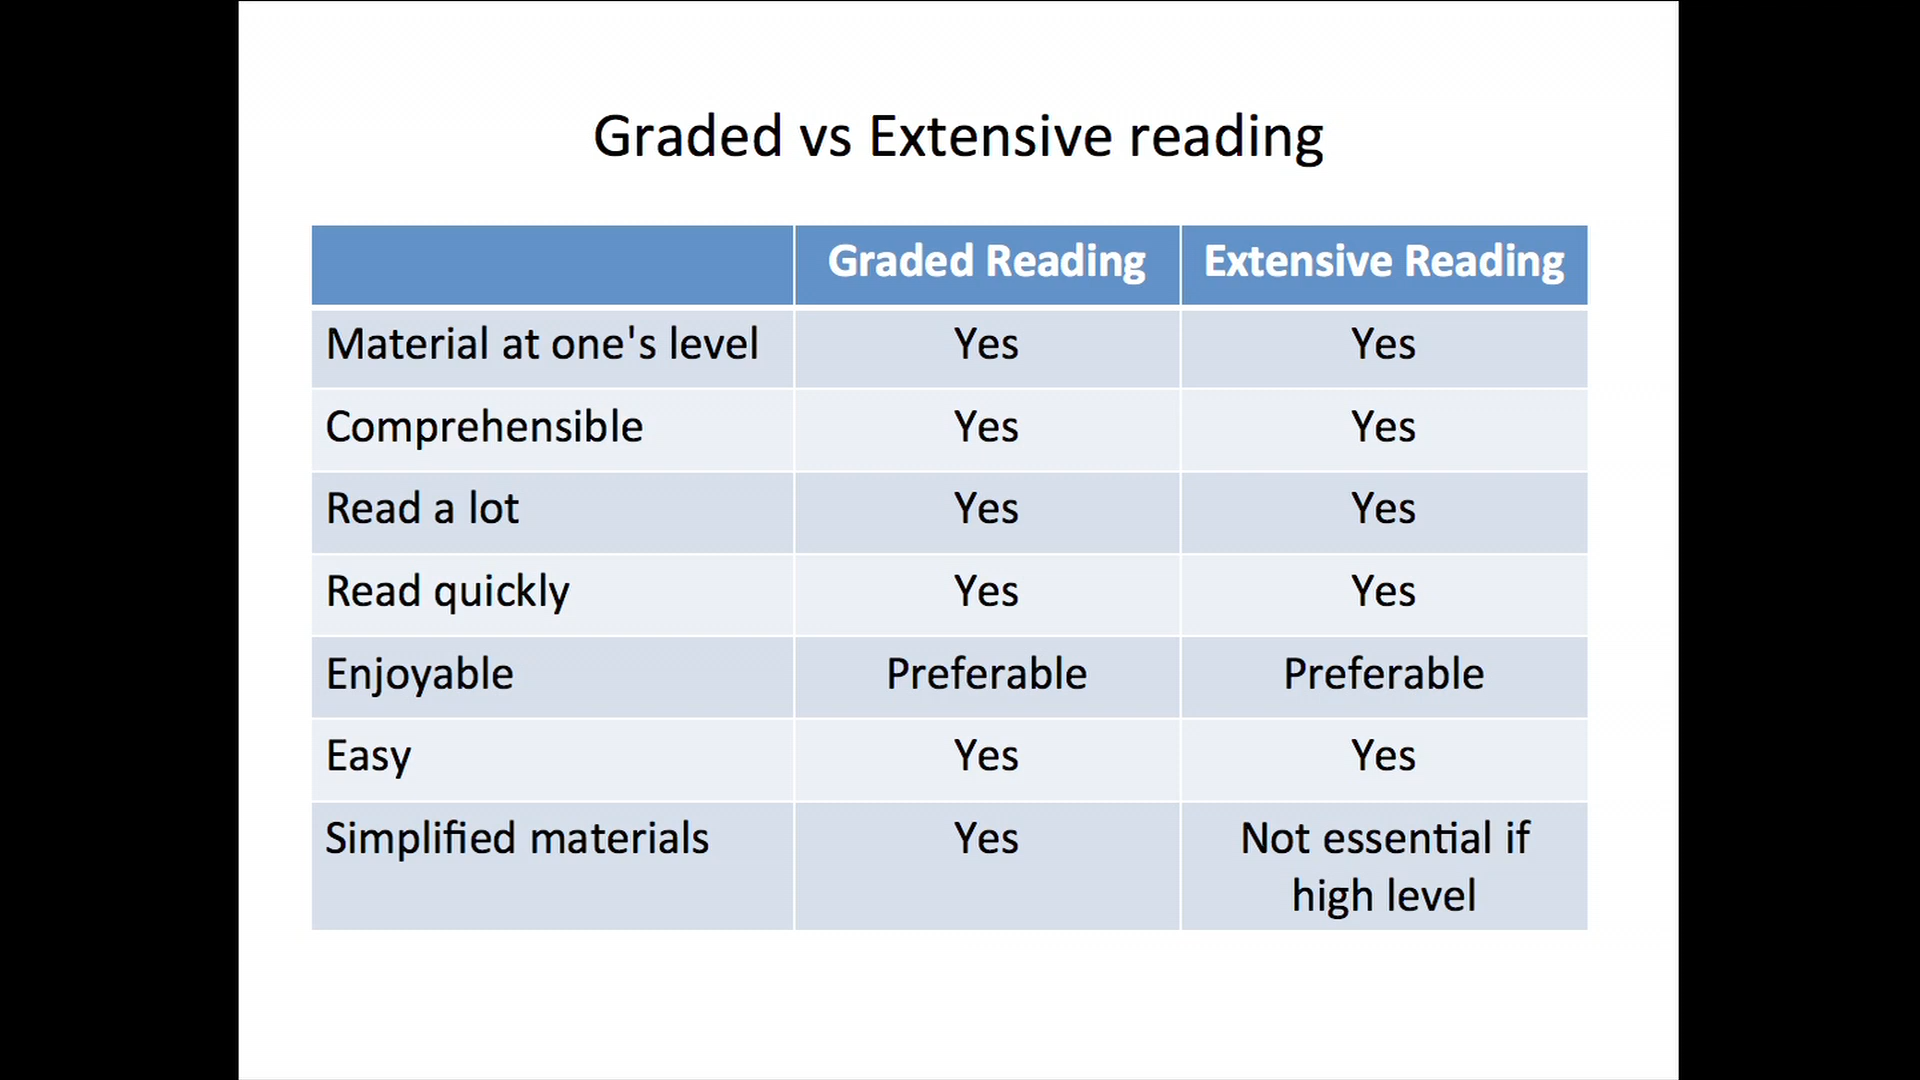 Graded vs Extensive reading
Graded Reading Extensive Reading
Material at one's level Yes Yes
Comprehensible Yes Yes
Read a lot Yes Yes
Read quickly Yes Yes
Enjoyable Preferable Preferable
Easy Yes Yes
Simplified materials Yes Not essential if
high level